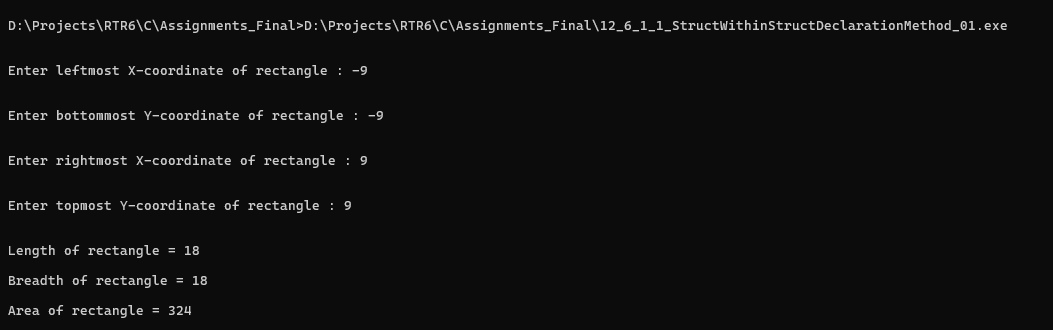 D:\Projects\RTR6\C\Assignments_Final>D:\Projects\RTR6\C\Assignments_Final\12_6_1_1_StructWithinStructDeclarationMethod_01.exe
Enter leftmost X-coordinate of rectangle : -9
Enter bottommost Y-coordinate of rectangle : -9
Enter rightmost X-coordinate of rectangle : 9
Enter topmost Y-coordinate of rectangle : 9
Length of rectangle = 18
Breadth of rectangle = 18
Area of rectangle = 324